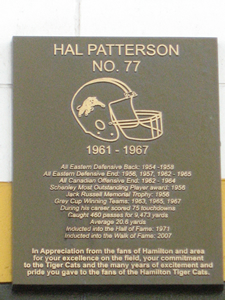 HAL PATTERSON
NO. 77
1961 - 1967
All Eastern Defensive Back: 1954 -1958
All Eastern Defensive End: 1956, 1957, 1962 - 1965
All Canadian Offensive End: 1962 - 1964
Schenley Most Outstanding Player award: 1956
Jeff Russell Memorial Trophy: 1956
Grey Cup Winning Teams: 1963, 1965, 1967
During his career scored 75 touchdowns
Caught 460 passes for 9,473 yards
Average 20.6 yards
Inducted into the Hall of Fame: 1971
Inducted into the Walk of Fame: 2007
In Appreciation from the fans of Hamilton and area
for your excellence on the field, your commitment
to the Tiger Cats and the many years of excitement and
pride you gave to the fans of the Hamilton Tiger Cats.